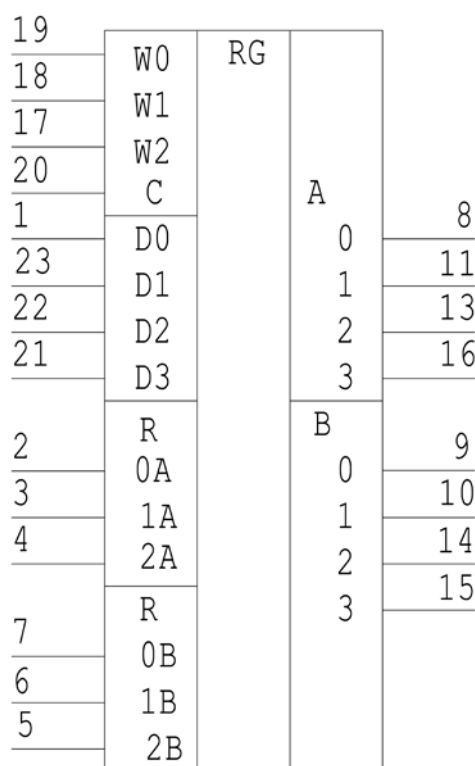 19 W0 RG
18 W1
17 W2
20 C A
1 D0 0 8
23 D1 1 11
22 D2 2 13
21 D3 3 16
R B
2 0A 0 9
3 1A 1 10
4 2A 2 14
R 3 15
7 0B
6 1B
5 2B